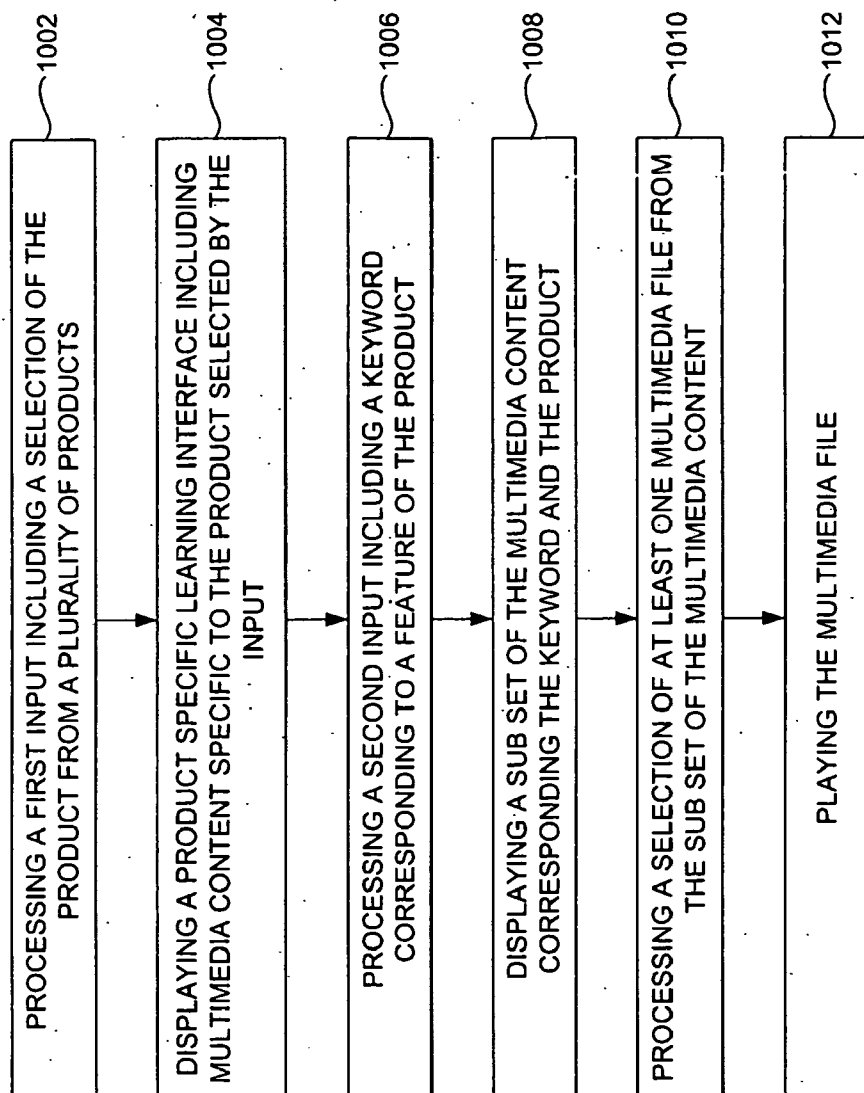 PROCESSING A FIRST INPUT INCLUDING A SELECTION OF THE
PRODUCT FROM A PLURALITY OF PRODUCTS
1002
DISPLAYING A PRODUCT SPECIFIC LEARNING INTERFACE INCLUDING
MULTIMEDIA CONTENT SPECIFIC TO THE PRODUCT SELECTED BY THE
INPUT
1004
PROCESSING A SECOND INPUT INCLUDING A KEYWORD
CORRESPONDING TO A FEATURE OF THE PRODUCT
1006
DISPLAYING A SUB SET OF THE MULTIMEDIA CONTENT
CORRESPONDING THE KEYWORD AND THE PRODUCT
1008
PROCESSING A SELECTION OF AT LEAST ONE MULTIMEDIA FILE FROM
THE SUB SET OF THE MULTIMEDIA CONTENT
1010
PLAYING THE MULTIMEDIA FILE
1012